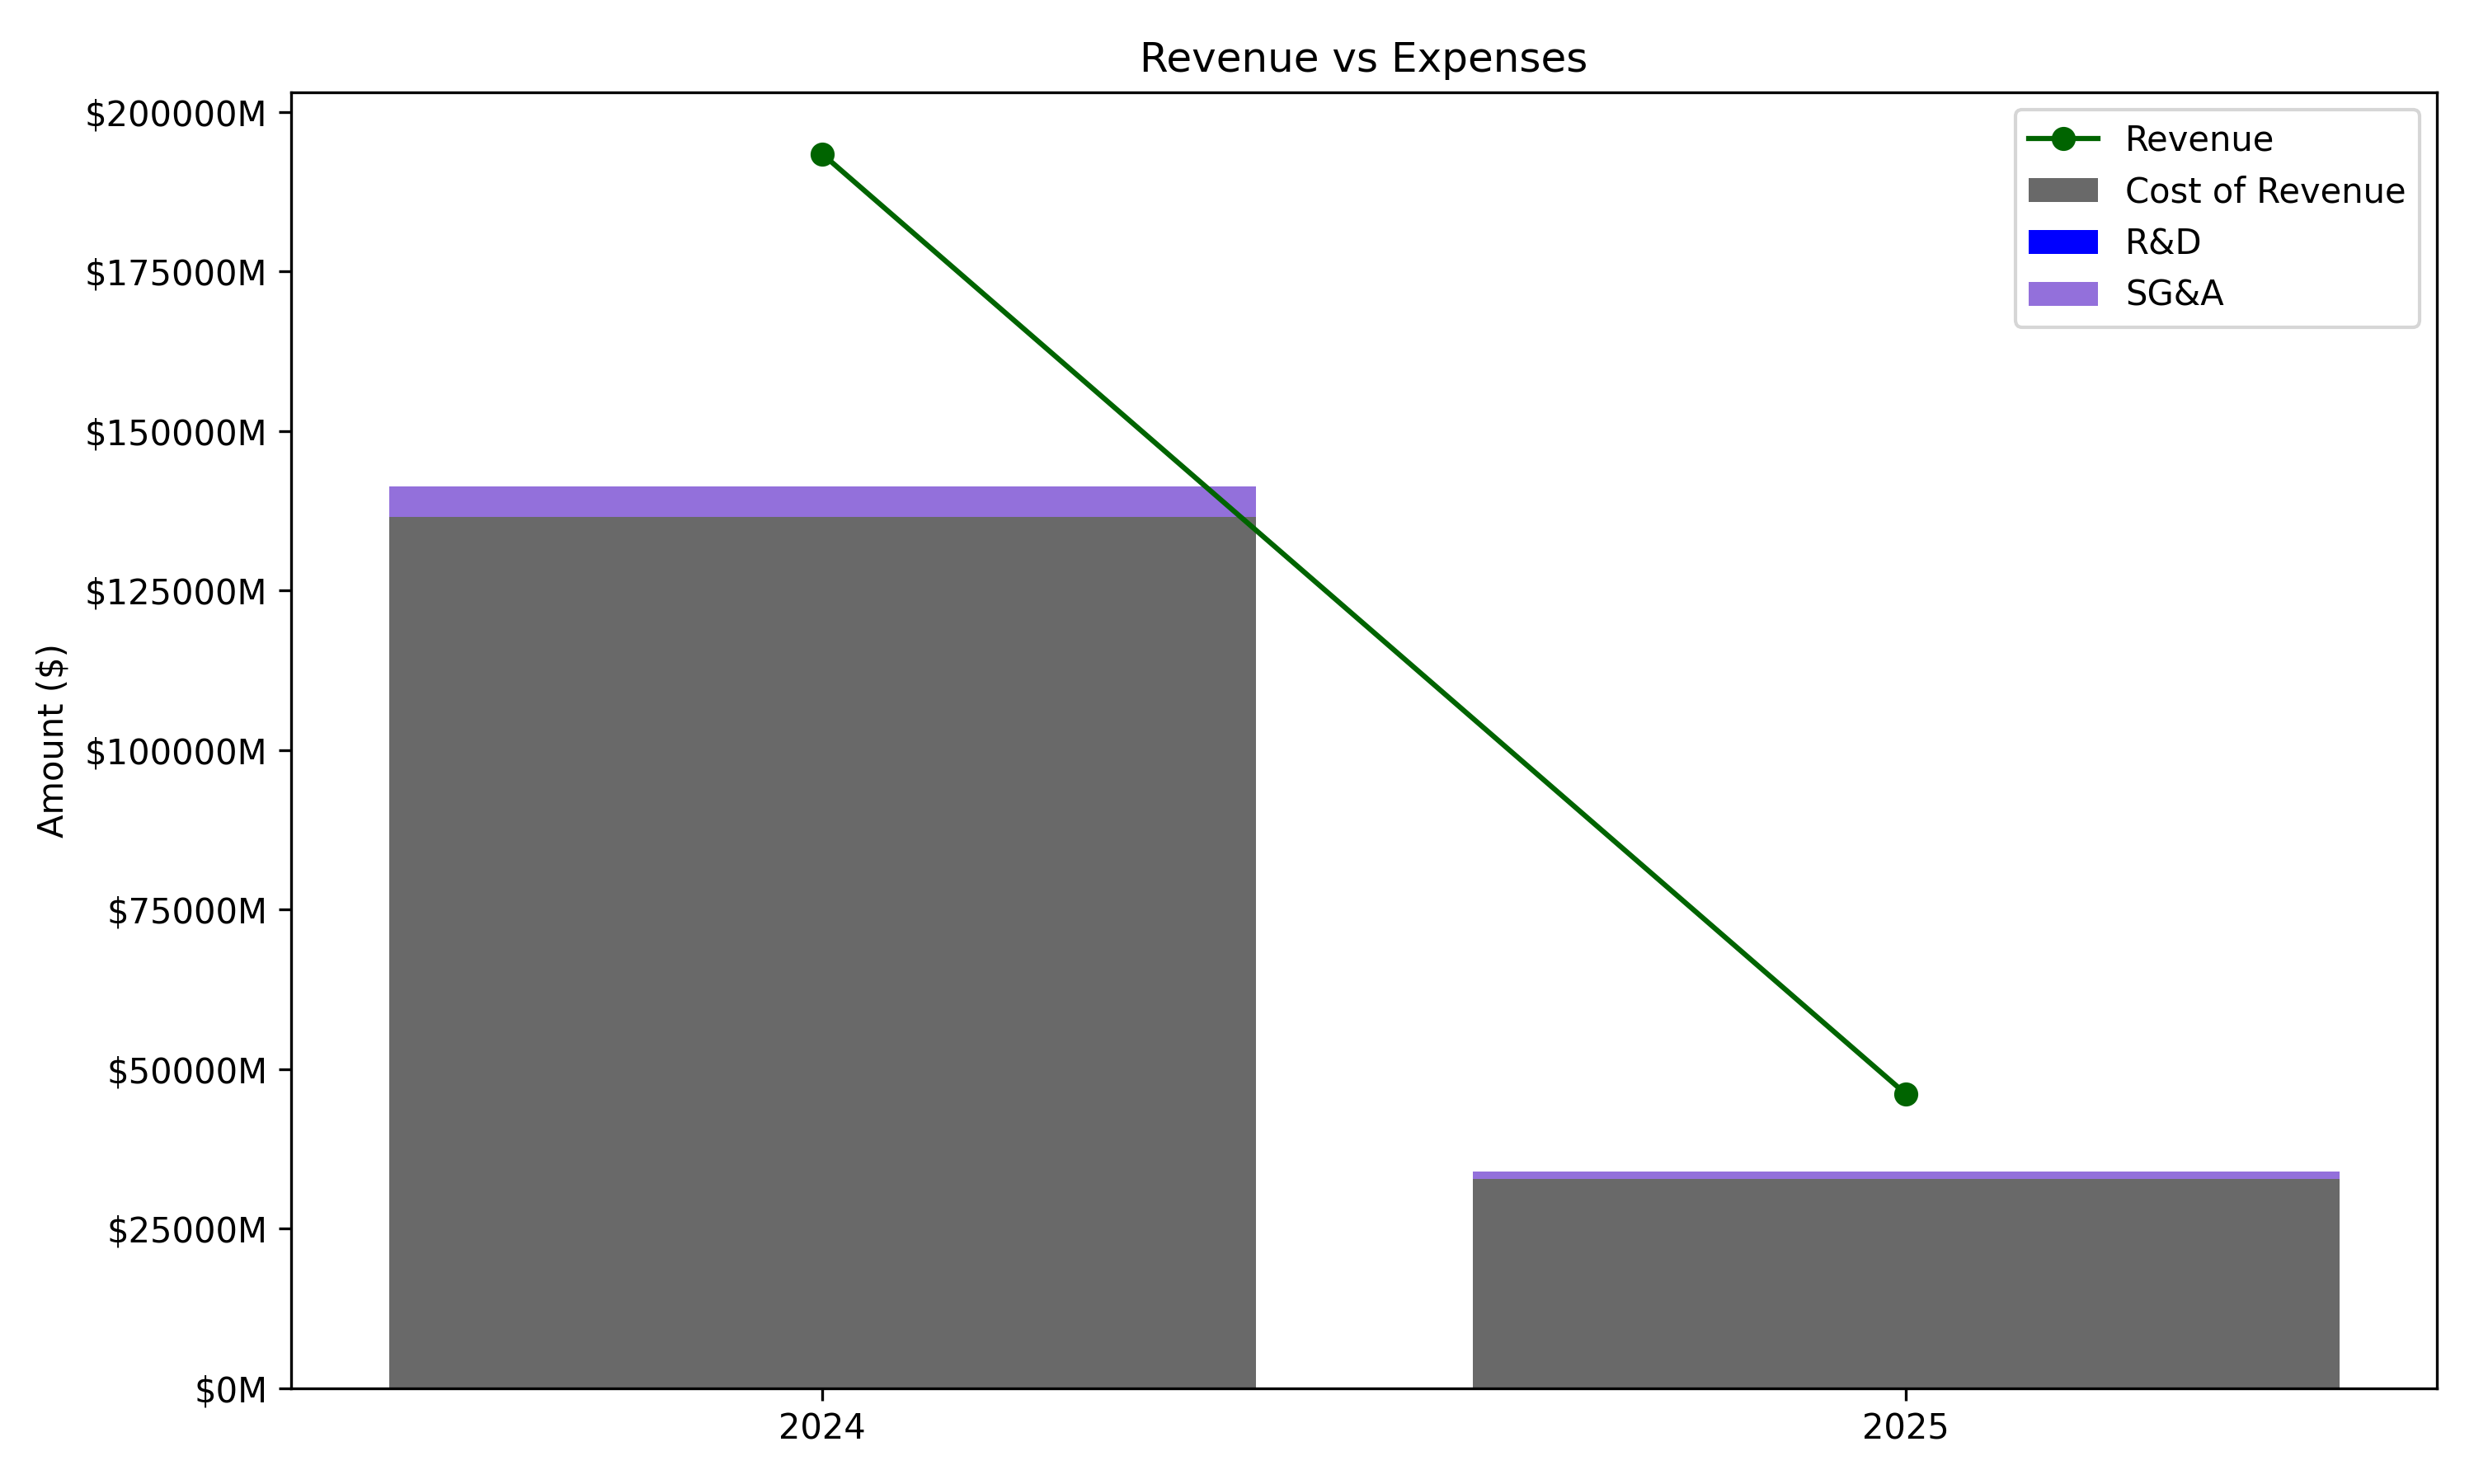 Revenue vs Expenses
$200000M
$175000M
$150000M
$125000M
$100000M
$75000M
$50000M
$25000M
$0M
Amount ($)
Revenue
Cost of Revenue
R&D
SG&A
2024
2025